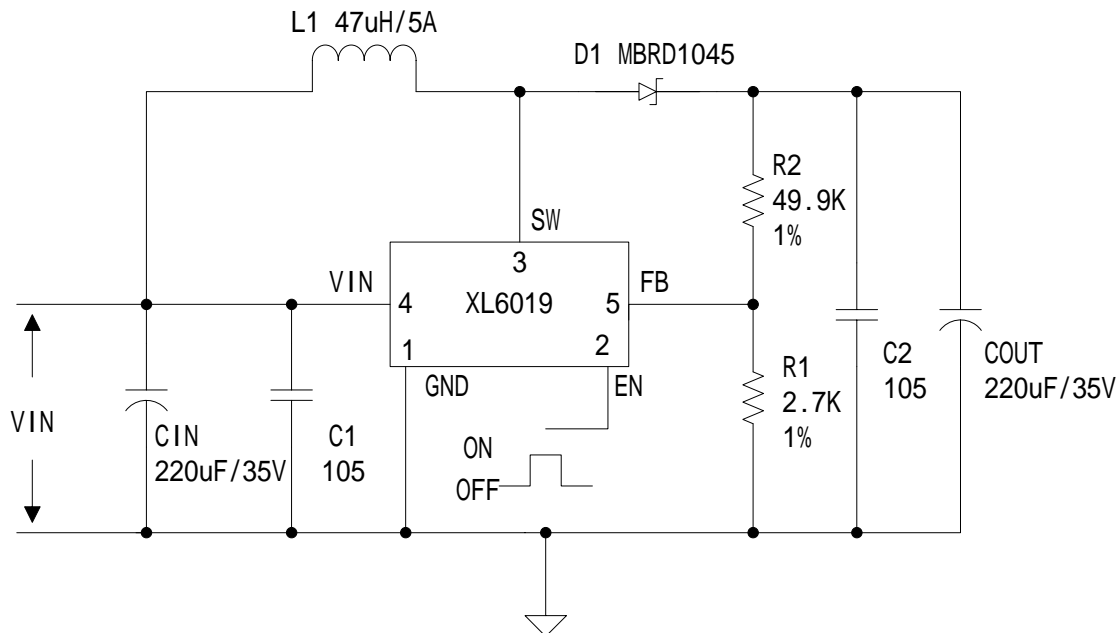 L1 47uH/5A
D1 MBRD1045
R2
49.9K
1%
SW
3
VIN
4
XL6019
5
FB
1
2
GND
EN
R1
2.7K
1%
C2
105
COUT
220uF/35V
VIN
CIN
220uF/35V
C1
105
ON
OFF